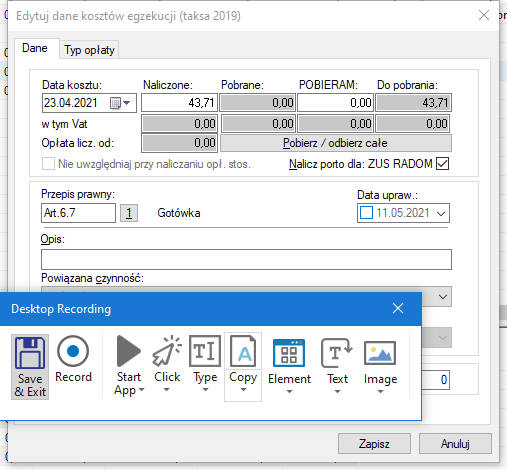 Edytuj dane kosztów egzekucji (taksa 2019)
Dane Typ opłaty
Data kosztu: Naliczone: Pobrane: POBIERAM: Do pobrania:
23.04.2021 43,71 0,00 0,00 43,71
w tym Vat 0,00 0,00 0,00 0,00
Opłata licz. od: 0,00 Pobierz / odbierz całe
Nie uwzględniaj przy naliczaniu opł. stos. Nalicz porto dla: ZUS RADOM
Przepis prawny: Data upraw.:
Art.6.7 1 Gotówka 11.05.2021
Opis:
Powiązana czynność:
Desktop Recording
Save & Exit Record Start App Click Type Copy Element Text Image
0
Zapisz Anuluj